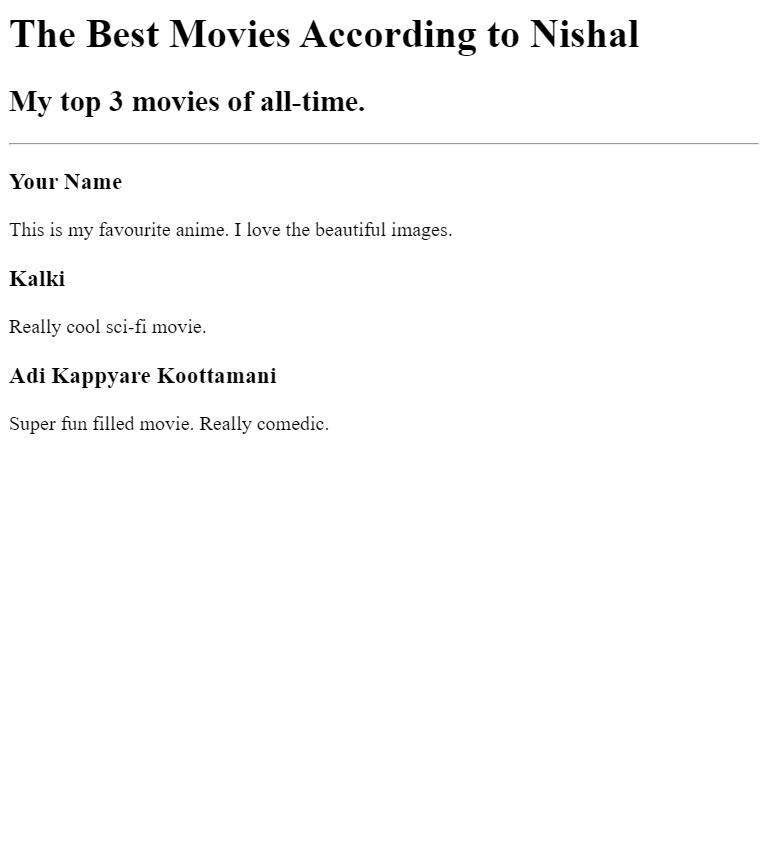 The Best Movies According to Nishal
My top 3 movies of all-time.
Your Name
This is my favourite anime. I love the beautiful images.
Kalki
Really cool sci-fi movie.
Adi Kappyare Koottamani
Super fun filled movie. Really comedic.